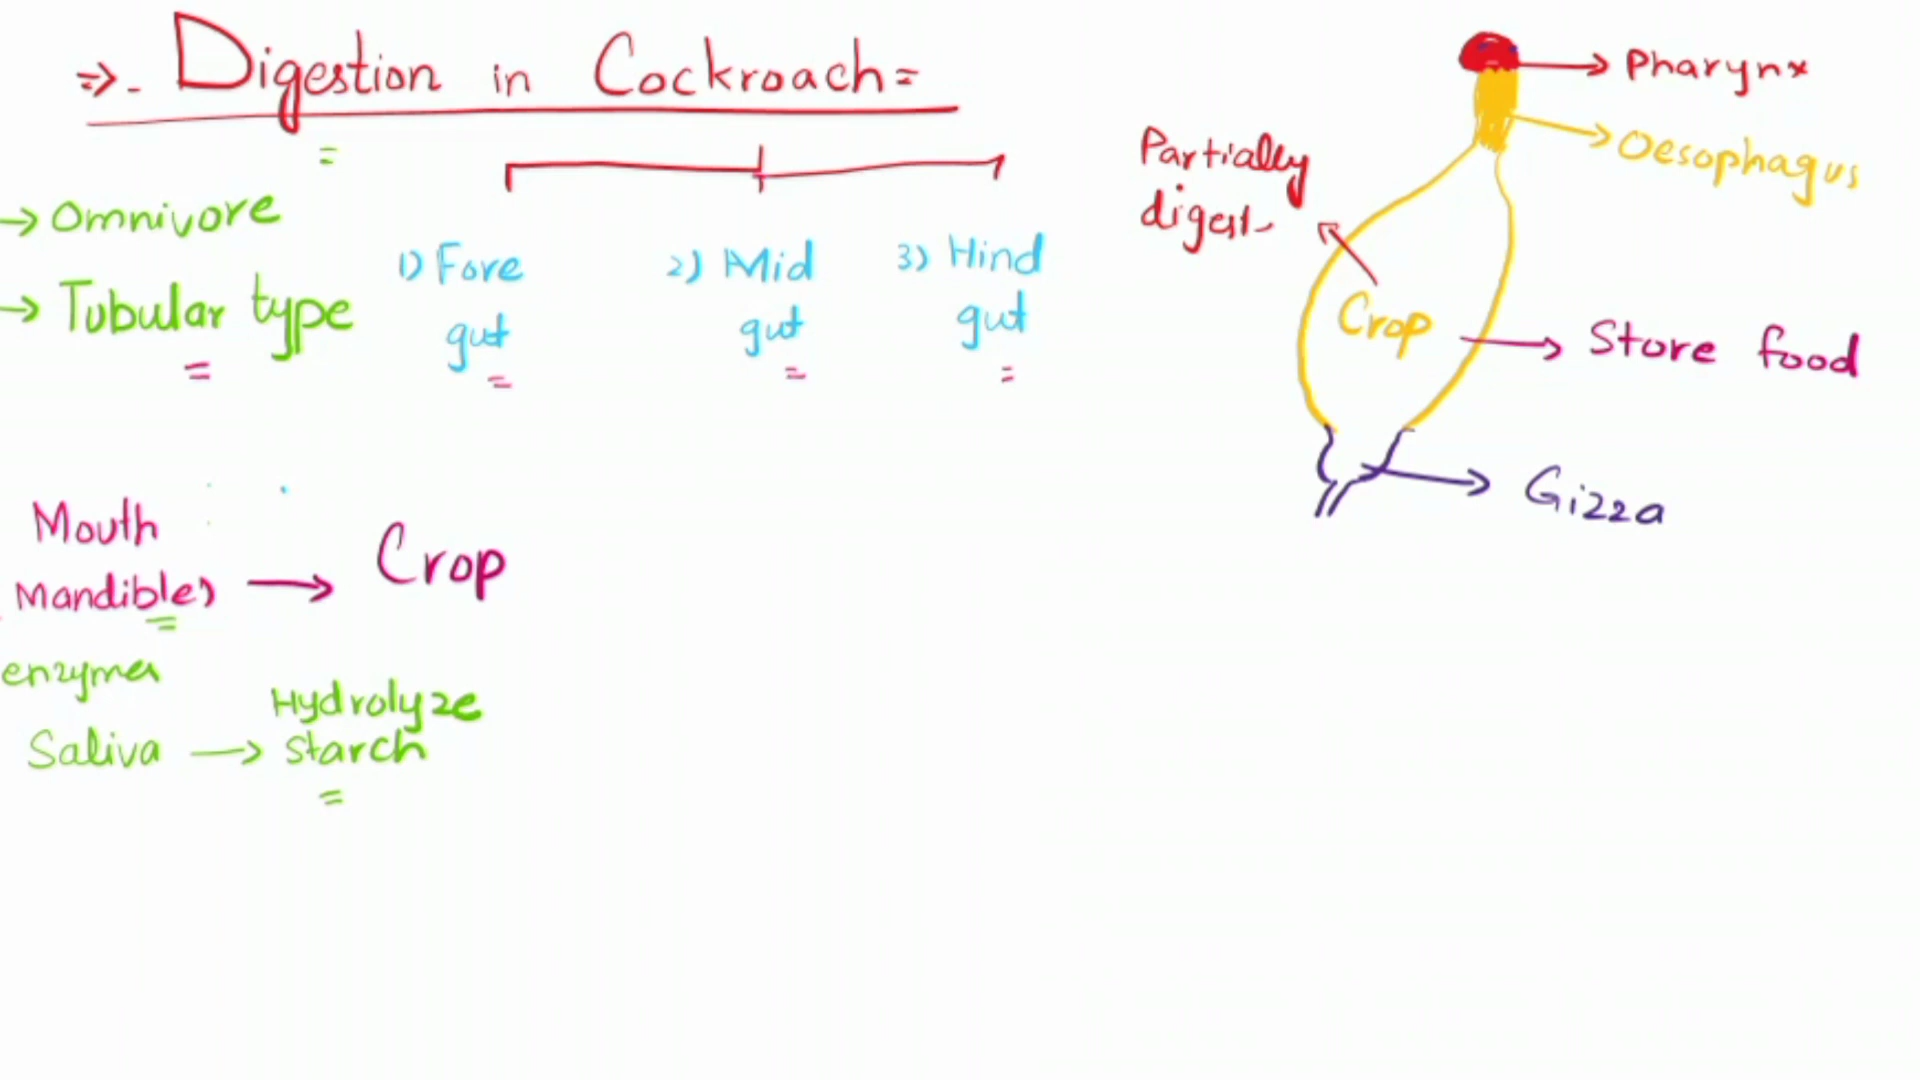 ⇒. Digestion in Cockroach =
→ Omnivore
→ Tubular type
1) Fore gut
2) Mid gut
3) Hind gut
Mouth
Mandibles → Crop
enzymes
Saliva → Hydrolyze starch
→ Pharynx
→ Oesophagus
Partially
digest
Crop → Store food
→ Gizza